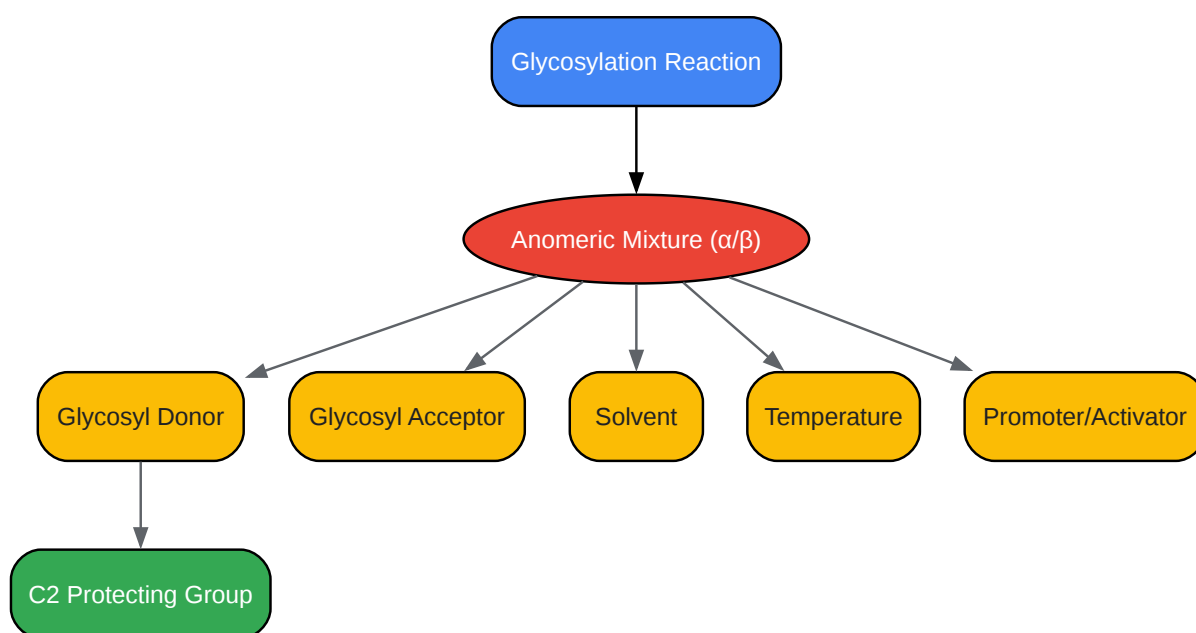 Glycosylation Reaction
Anomeric Mixture (α/β)
Glycosyl Donor
Glycosyl Acceptor
Solvent
Temperature
Promoter/Activator
C2 Protecting Group